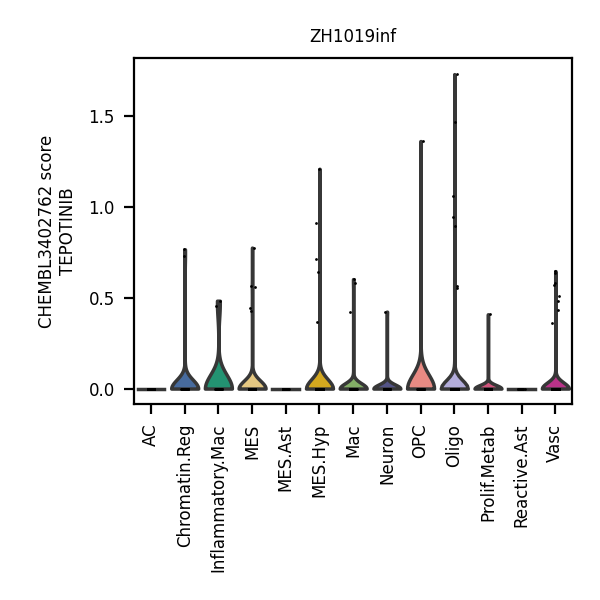 ZH1019inf
CHEMBL3402762 score
TEPOTINIB
1.5
1.0
0.5
0.0
AC
Chromatin.Reg
Inflammatory.Mac
MES
MES.Ast
MES.Hyp
Mac
Neuron
OPC
Oligo
Prolif.Metab
Reactive.Ast
Vasc